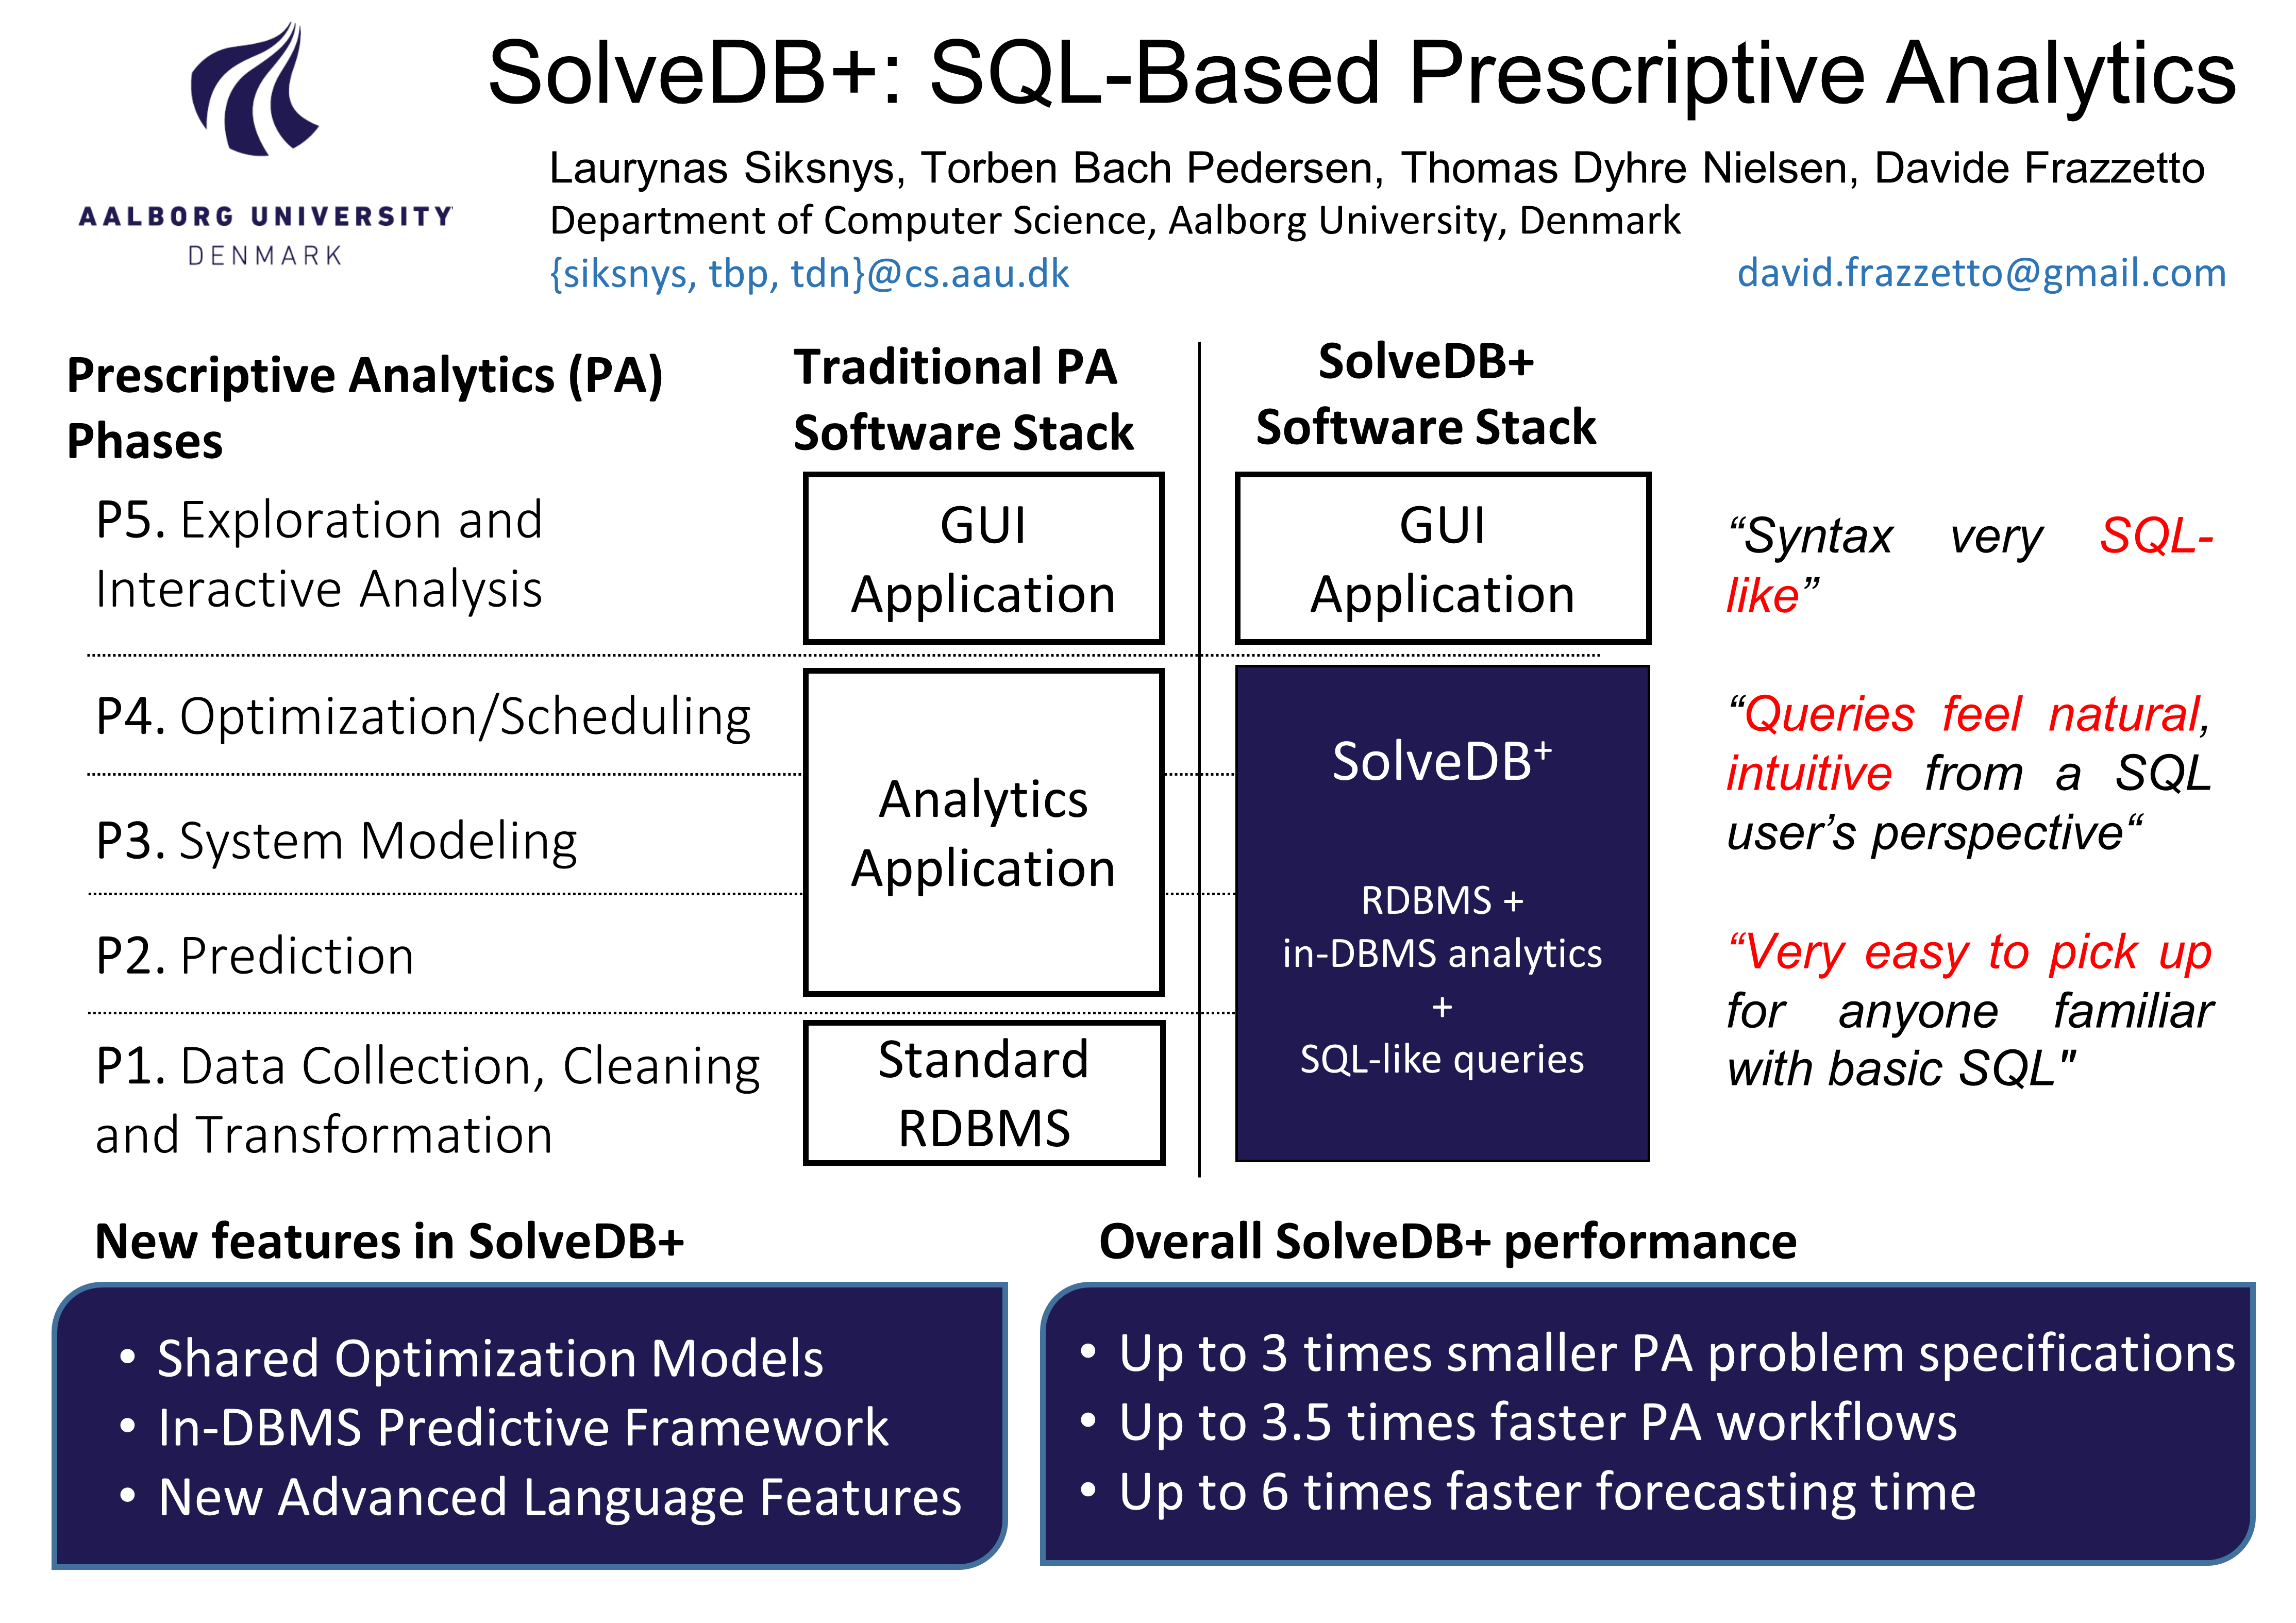 AALBORG UNIVERSITY
DENMARK
SolveDB+: SQL-Based Prescriptive Analytics
Laurynas Siksnys, Torben Bach Pedersen, Thomas Dyhre Nielsen, Davide Frazzetto
Department of Computer Science, Aalborg University, Denmark
{siksnys, tbp, tdn}@cs.aau.dk
david.frazzetto@gmail.com
Prescriptive Analytics (PA)
Phases
P5. Exploration and
Interactive Analysis
P4. Optimization/Scheduling
P3. System Modeling
P2. Prediction
P1. Data Collection, Cleaning
and Transformation
Traditional PA
Software Stack
GUI
Application
Analytics
Application
Standard
RDBMS
SolveDB+
Software Stack
GUI
Application
SolveDB⁺
RDBMS +
in-DBMS analytics
+
SQL-like queries
“Syntax very SQL-
like”
“Queries feel natural,
intuitive from a SQL
user’s perspective“
“Very easy to pick up
for anyone familiar
with basic SQL"
New features in SolveDB+
• Shared Optimization Models
• In-DBMS Predictive Framework
• New Advanced Language Features
Overall SolveDB+ performance
• Up to 3 times smaller PA problem specifications
• Up to 3.5 times faster PA workflows
• Up to 6 times faster forecasting time